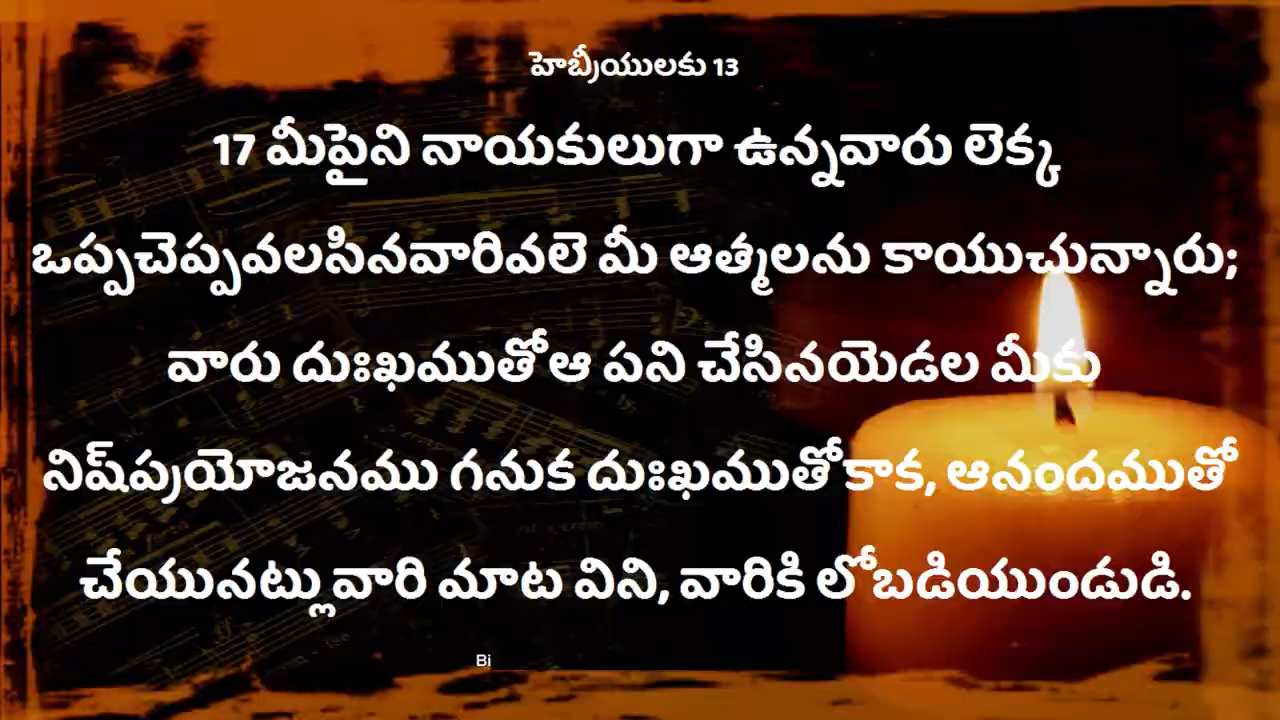 హెబ్రీయులకు 13
17 మీపైని నాయకులుగా ఉన్నవారు లెక్క
ఒప్పచెప్పవలసినవారివలె మీ ఆత్మలను కాయుచున్నారు;
వారు దుఃఖముతో ఆ పని చేసినయెడల మీకు
నిష్‌ప్రయోజనము గనుక దుఃఖముతో కాక, ఆనందముతో
చేయునట్లు వారి మాట విని, వారికి లోబడియుండుడి.
Bi